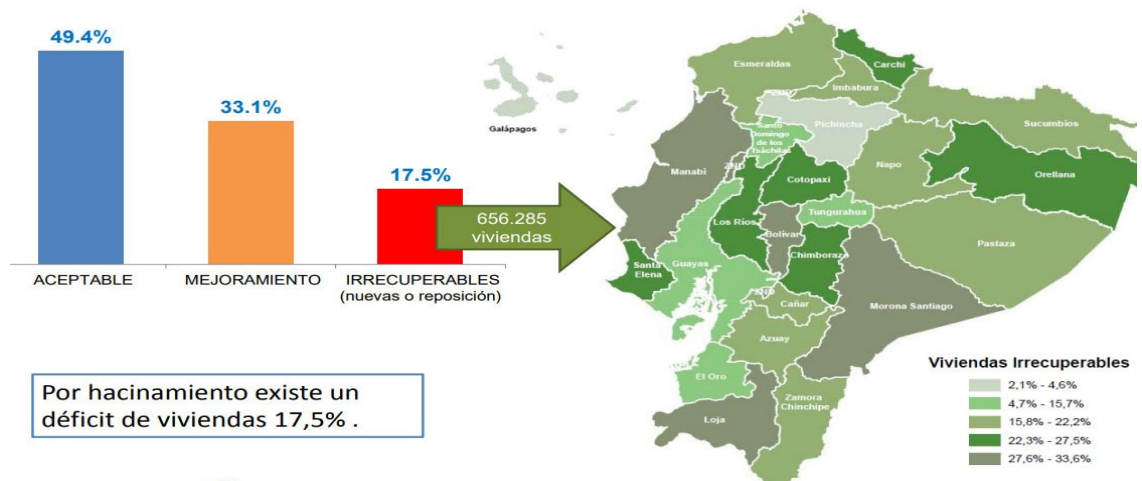 49.4%
33.1%
17.5%
ACEPTABLE
MEJORAMIENTO
IRRECUPERABLES
(nuevas o reposición)
656.285
viviendas
Por hacinamiento existe un
déficit de viviendas 17,5% .
Galápagos
Esmeraldas
Carchi
Imbabura
Sucumbios
Pichincha
Santo
Domingo
de los
Tsáchilas
Napo
Orellana
Manabi
Cotopaxi
Tungurahua
Los Ríos
Bolívar
Pastaza
Chimborazo
Santa
Elena
Guayas
Cañar
Morona Santiago
Azuay
El Oro
Zamora
Chinchipe
Loja
Viviendas Irrecuperables
2,1% - 4,6%
4,7% - 15,7%
15,8% - 22,2%
22,3% - 27,5%
27,6% - 33,6%